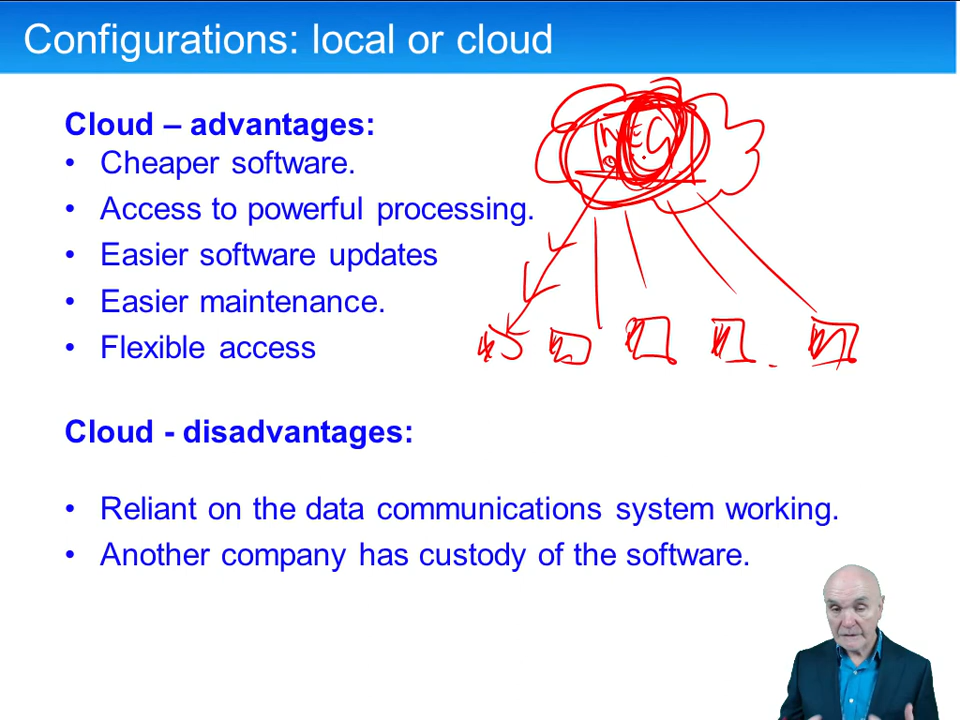 Configurations: local or cloud
Cloud – advantages:
• Cheaper software.
• Access to powerful processing.
• Easier software updates
• Easier maintenance.
• Flexible access
Cloud - disadvantages:
• Reliant on the data communications system working.
• Another company has custody of the software.